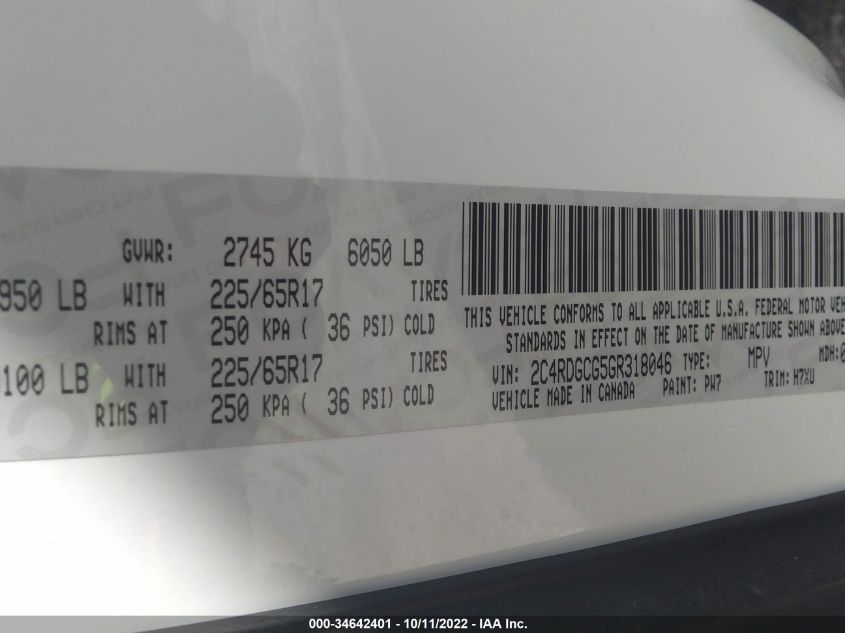 GVWR: 2745 KG 6050 LB
950 LB WITH 225/65R17 TIRES
RIMS AT 250 KPA ( 36 PSI) COLD
100 LB WITH 225/65R17 TIRES
RIMS AT 250 KPA ( 36 PSI) COLD
THIS VEHICLE CONFORMS TO ALL APPLICABLE U.S.A. FEDERAL MOTOR VEH
STANDARDS IN EFFECT ON THE DATE OF MANUFACTURE SHOWN ABOVE
VIN: 2C4RDGCG5GR318046 TYPE: MPV MDH:0
VEHICLE MADE IN CANADA PAINT: PW7 TRIM: H7XU
000-34642401 - 10/11/2022 - IAA Inc.